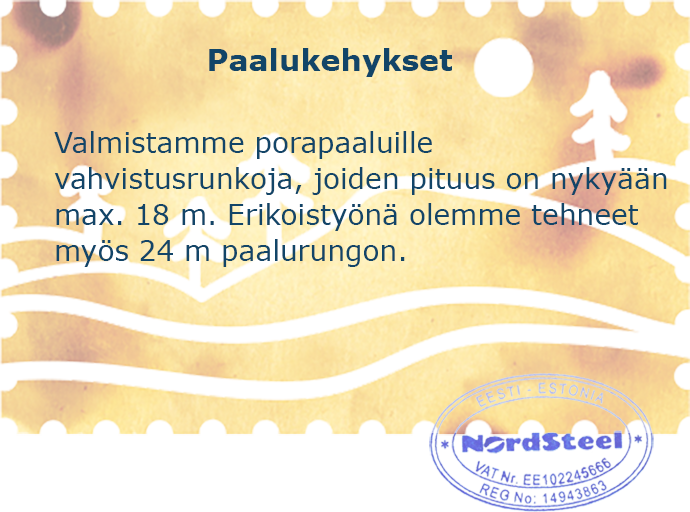 Paalukehykset
Valmistamme porapaaluille
vahvistusrunkoja, joiden pituus on nykyään
max. 18 m. Erikoistyönä olemme tehneet
myös 24 m paalurungon.
EESTI - ESTONIA
* NordSteel *
VAT Nr. EE102245666
REG No: 14943863